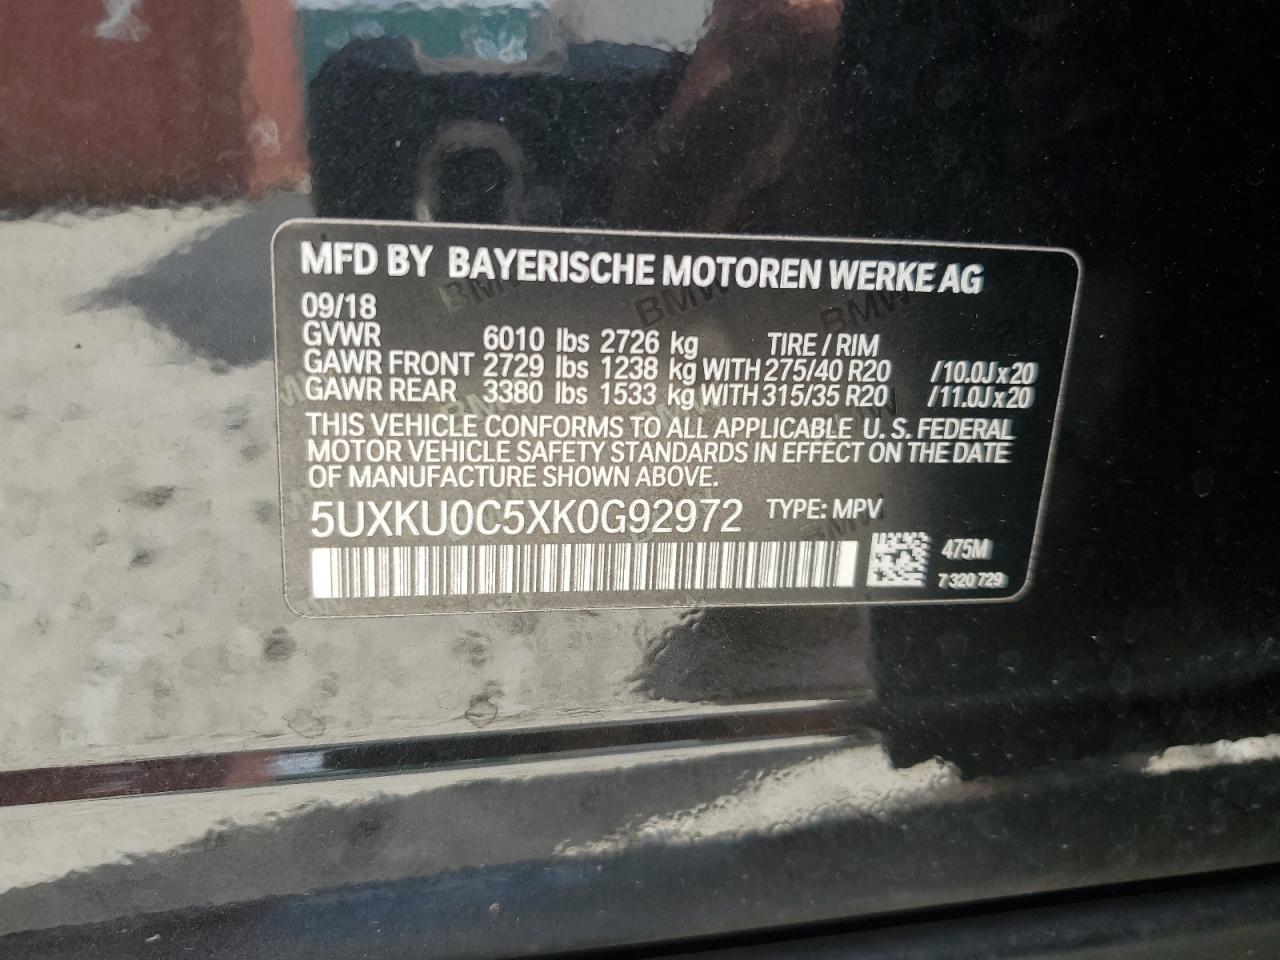 MFD BY BAYERISCHE MOTOREN WERKE AG
09/18
GVWR 6010 lbs 2726 kg TIRE / RIM
GAWR FRONT 2729 lbs 1238 kg WITH 275/40 R20 /10.0J x 20
GAWR REAR 3380 lbs 1533 kg WITH 315/35 R20 /11.0J x 20
THIS VEHICLE CONFORMS TO ALL APPLICABLE U. S. FEDERAL
MOTOR VEHICLE SAFETY STANDARDS IN EFFECT ON THE DATE
OF MANUFACTURE SHOWN ABOVE.
5UXKU0C5XK0G92972 TYPE: MPV
475M
7 320 729